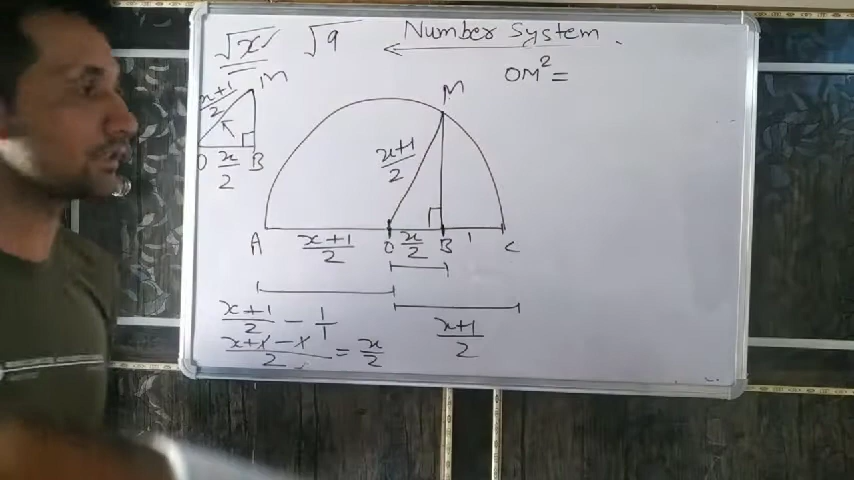 √x √9 Number System
OM² =
M
x+1/2
O x/2 B
M
x+1/2
A x+1/2 O x/2 B 1 C
x+1/2 - 1/1
x+1-1/2 = x/2
x+1/2